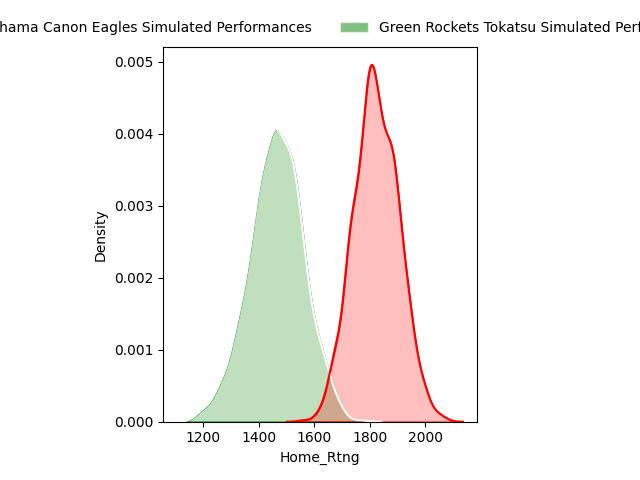 hama Canon Eagles Simulated Performances Green Rockets Tokatsu Simulated Per
0.005
0.004
0.003
0.002
0.001
0.000
Density
1200 1400 1600 1800 2000
Home_Rtng